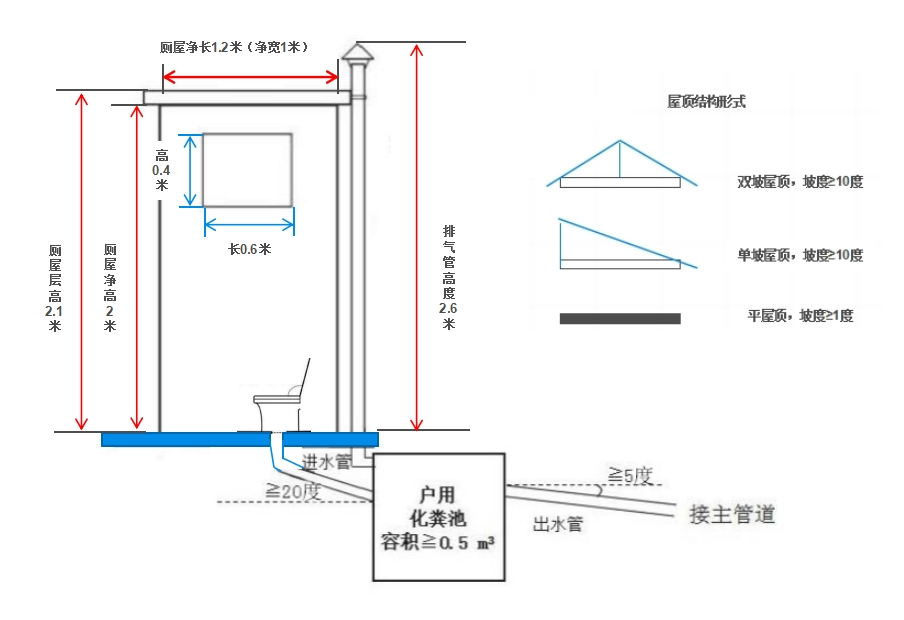 厕屋净长1.2米（净宽1米）
屋顶结构形式
高
0.4
米
双坡屋顶，坡度≥10度
长0.6米
排
气
管
高
度
2.6
米
厕
屋
层
高
2.1
米
厕
屋
净
高
2
米
单坡屋顶，坡度≥10度
平屋顶，坡度≥1度
进水管
≧20度
户用
化粪池
容积≧0.5 m³
≧5度
出水管
接主管道